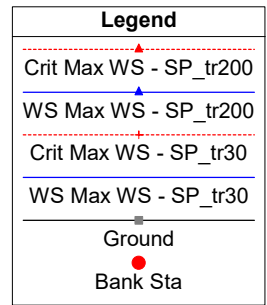 Legend
Crit Max WS - SP_tr200
WS Max WS - SP_tr200
Crit Max WS - SP_tr30
WS Max WS - SP_tr30
Ground
Bank Sta